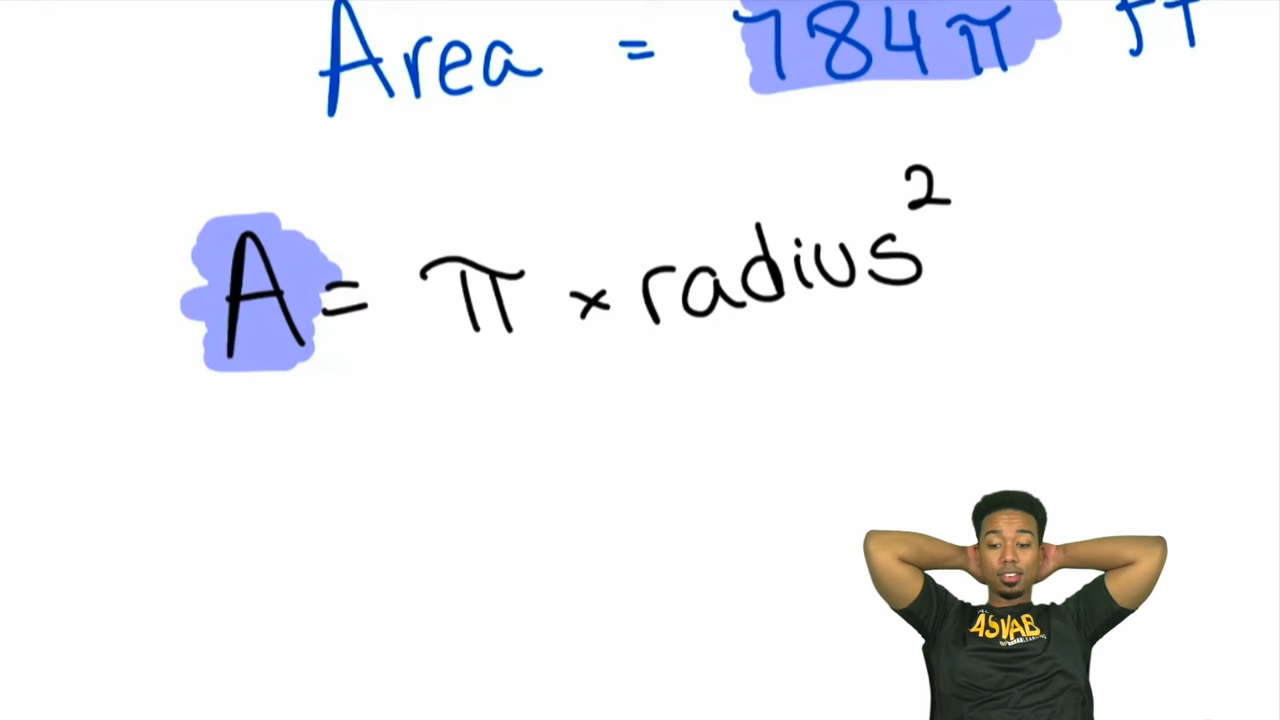 Area = 784π ft
A = π × radius²
ASVAB